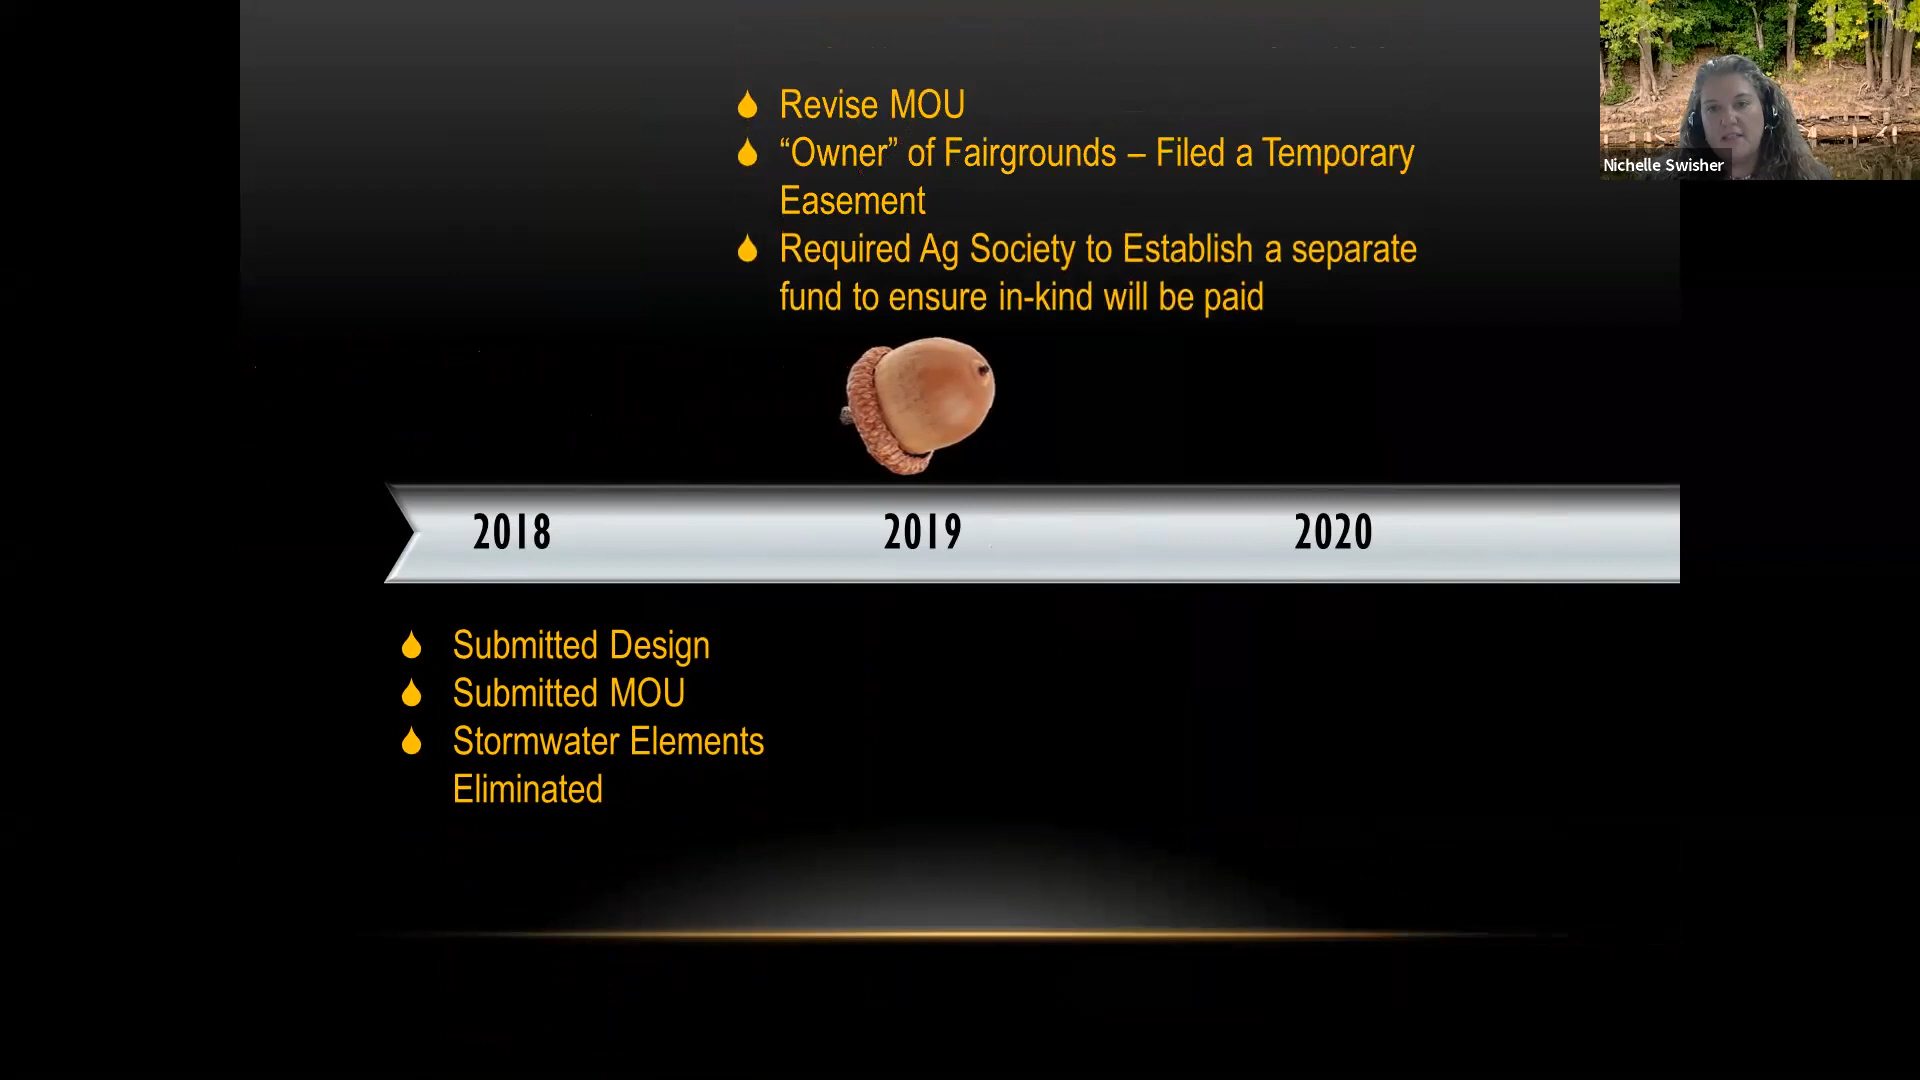 Revise MOU
“Owner” of Fairgrounds – Filed a Temporary
Easement
Required Ag Society to Establish a separate
fund to ensure in-kind will be paid
Nichelle Swisher
2018 2019 2020
Submitted Design
Submitted MOU
Stormwater Elements
Eliminated